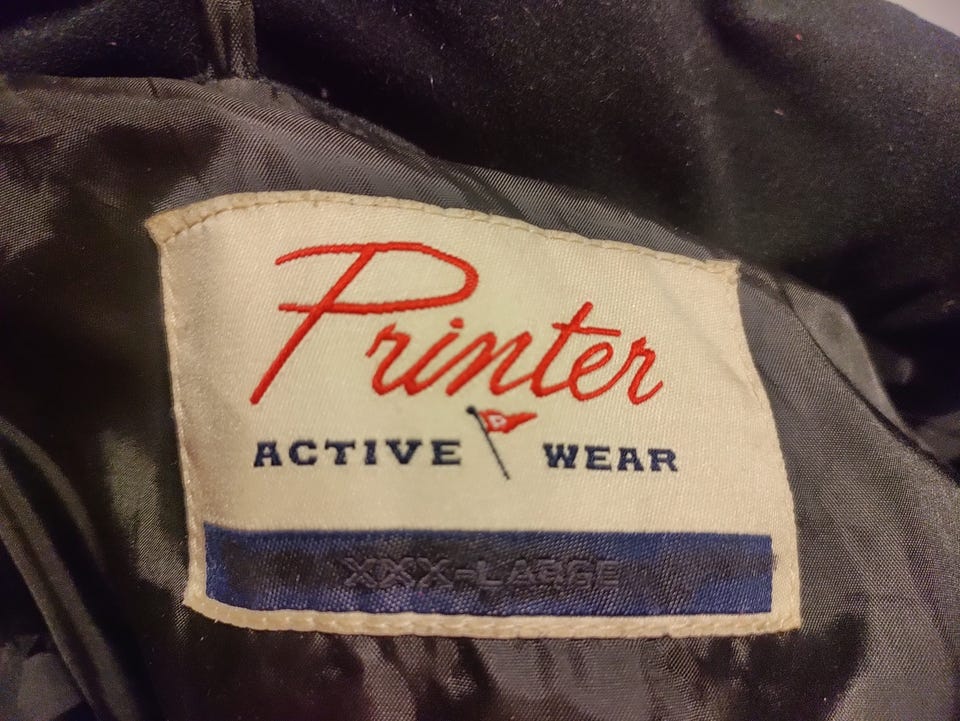 Printer
ACTIVE P WEAR
XXX-LARGE